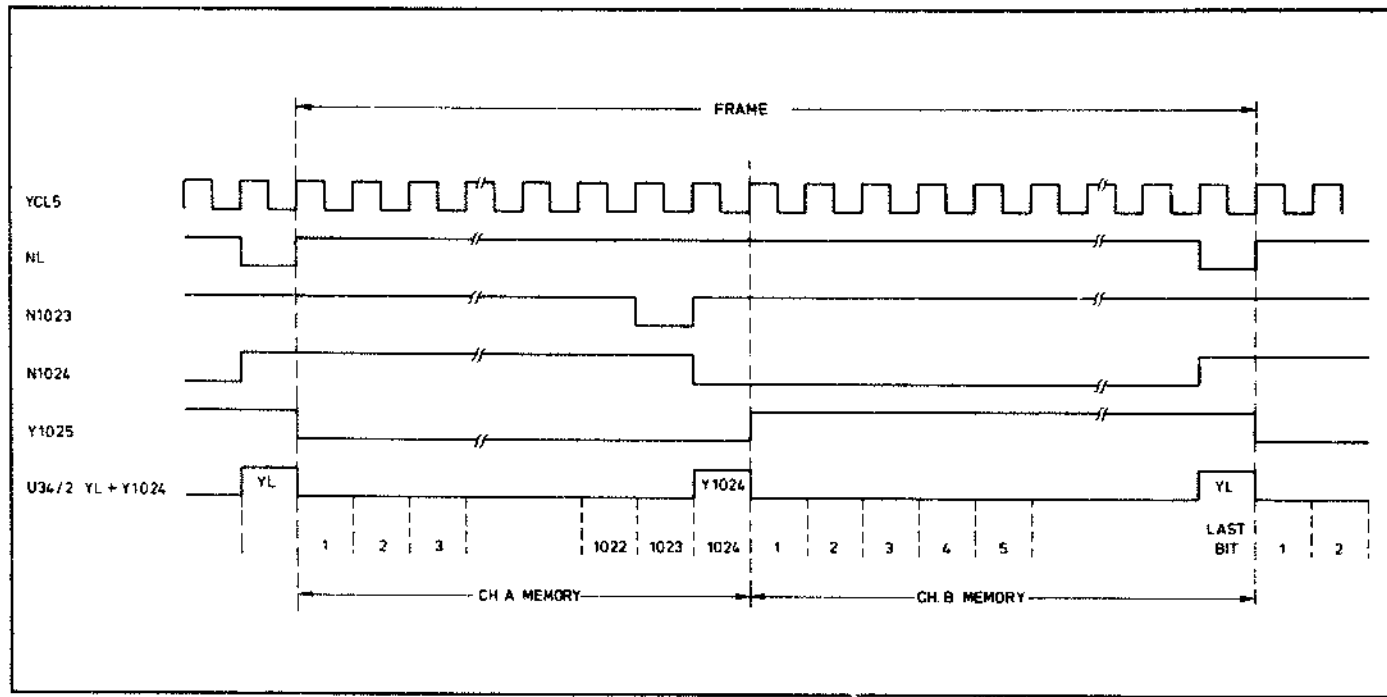 FRAME
YCL5
NL
N1023
N1024
Y1025
U34/2 YL + Y1024
YL
Y1024
YL
1 2 3 1022 1023 1024 1 2 3 4 5 LAST BIT 1 2
CH A MEMORY
CH. B MEMORY